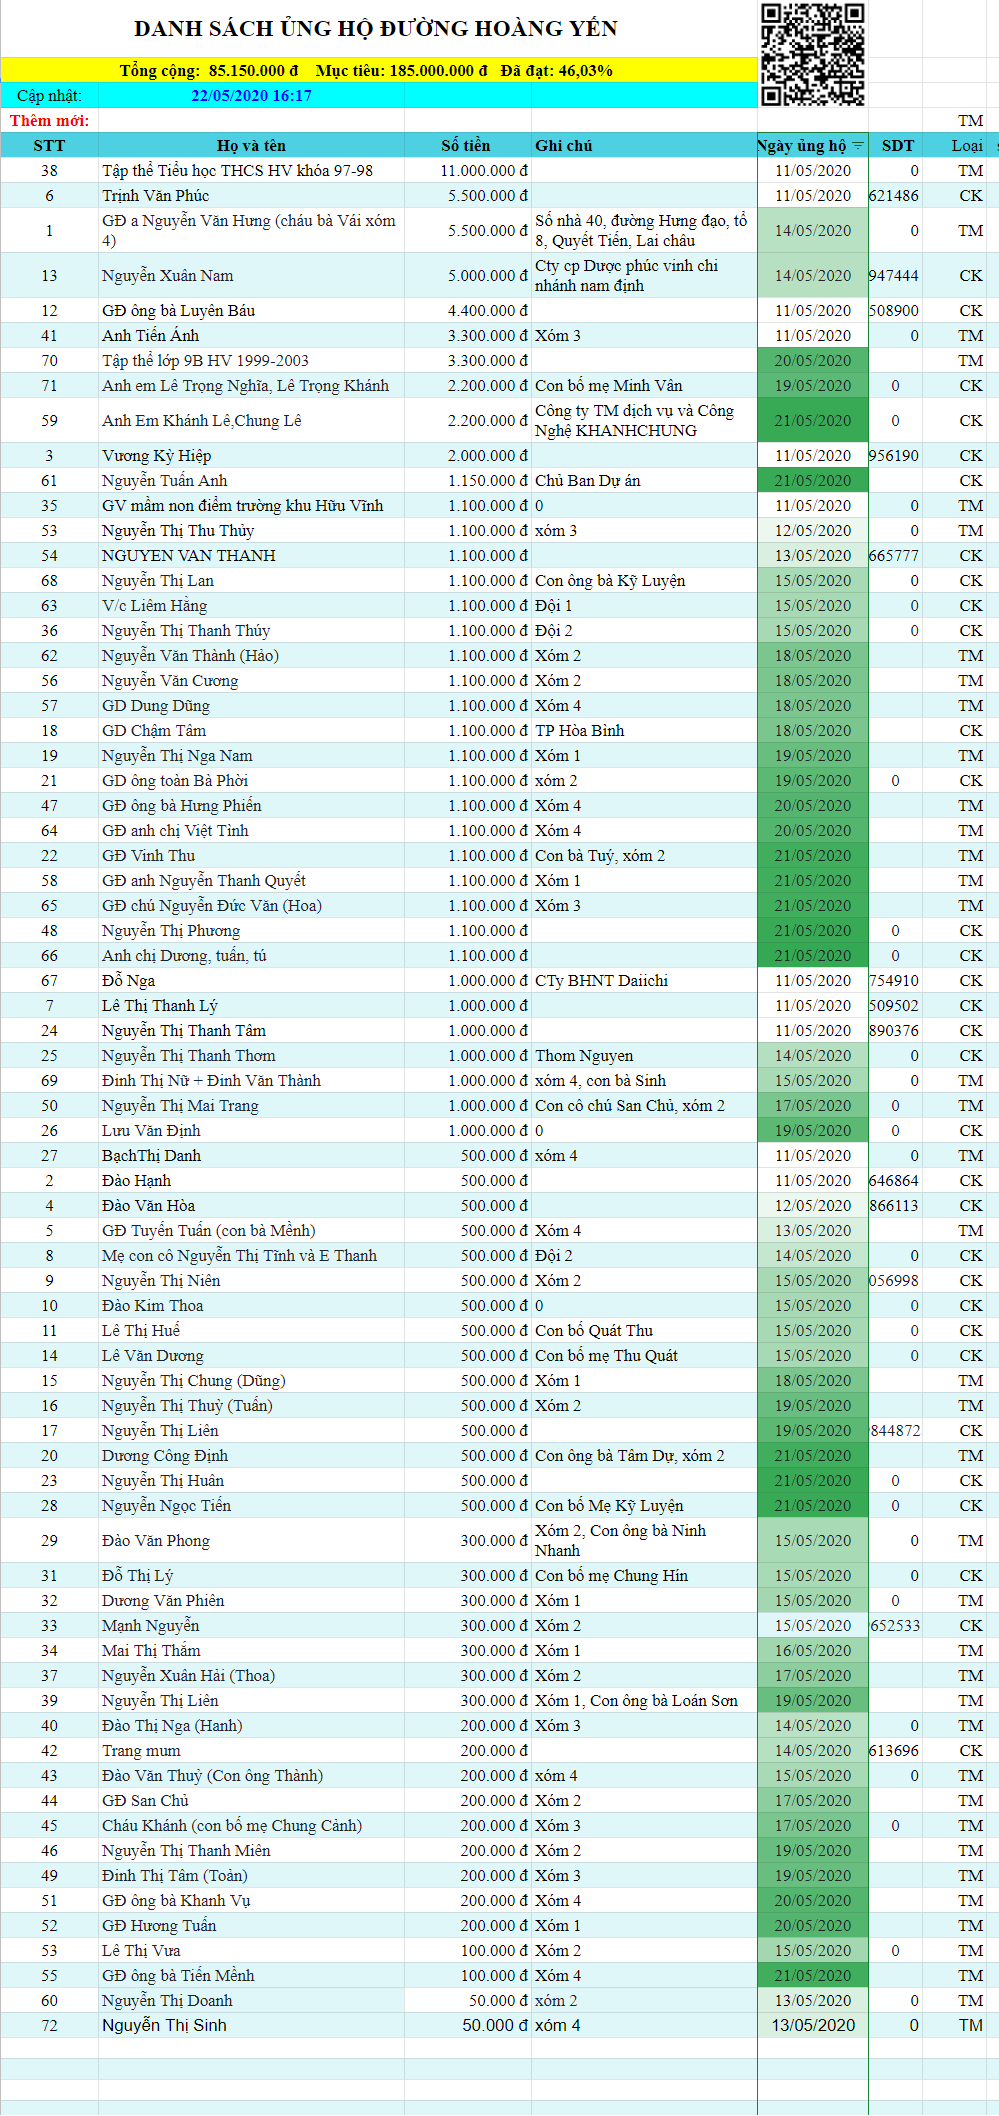 DANH SÁCH ỦNG HỘ ĐƯỜNG HOÀNG YẾN
Tổng cộng: 85.150.000 đ Mục tiêu: 185.000.000 đ Đã đạt: 46,03%
Cập nhật: 22/05/2020 16:17
Thêm mới: TM
STT Họ và tên Số tiền Ghi chú Ngày ủng hộ SDT Loại
38 Tập thể Tiểu học THCS HV khóa 97-98 11.000.000 đ 11/05/2020 0 TM
6 Trịnh Văn Phúc 5.500.000 đ 11/05/2020 621486 CK
1 GĐ a Nguyễn Văn Hưng (cháu bà Vái xóm 4) 5.500.000 đ Số nhà 40, đường Hưng đạo, tổ 8, Quyết Tiến, Lai châu 14/05/2020 0 TM
13 Nguyễn Xuân Nam 5.000.000 đ Cty cp Dược phúc vinh chi nhánh nam định 14/05/2020 947444 CK
12 GĐ ông bà Luyên Báu 4.400.000 đ 11/05/2020 508900 CK
41 Anh Tiến Ánh 3.300.000 đ Xóm 3 11/05/2020 0 TM
70 Tập thể lớp 9B HV 1999-2003 3.300.000 đ 20/05/2020 TM
71 Anh em Lê Trọng Nghĩa, Lê Trọng Khánh 2.200.000 đ Con bố mẹ Minh Vân 19/05/2020 0 CK
59 Anh Em Khánh Lê,Chung Lê 2.200.000 đ Công ty TM dịch vụ và Công Nghệ KHANHCHUNG 21/05/2020 0 CK
3 Vương Kỳ Hiệp 2.000.000 đ 11/05/2020 956190 CK
61 Nguyễn Tuấn Anh 1.150.000 đ Chủ Ban Dự án 21/05/2020 CK
35 GV mầm non điểm trường khu Hữu Vĩnh 1.100.000 đ 0 11/05/2020 0 TM
53 Nguyễn Thị Thu Thủy 1.100.000 đ xóm 3 12/05/2020 0 TM
54 NGUYEN VAN THANH 1.100.000 đ 13/05/2020 665777 CK
68 Nguyễn Thị Lan 1.100.000 đ Con ông bà Kỹ Luyện 15/05/2020 0 CK
63 V/c Liêm Hằng 1.100.000 đ Đội 1 15/05/2020 0 CK
36 Nguyễn Thị Thanh Thúy 1.100.000 đ Đội 2 15/05/2020 0 CK
62 Nguyễn Văn Thành (Hảo) 1.100.000 đ Xóm 2 18/05/2020 TM
56 Nguyễn Văn Cương 1.100.000 đ Xóm 2 18/05/2020 TM
57 GD Dung Dũng 1.100.000 đ Xóm 4 18/05/2020 TM
18 GD Chậm Tâm 1.100.000 đ TP Hòa Bình 18/05/2020 CK
19 Nguyễn Thị Nga Nam 1.100.000 đ Xóm 1 19/05/2020 TM
21 GD ông toàn Bà Phời 1.100.000 đ xóm 2 19/05/2020 0 CK
47 GĐ ông bà Hưng Phiến 1.100.000 đ Xóm 4 20/05/2020 TM
64 GĐ anh chị Việt Tình 1.100.000 đ Xóm 4 20/05/2020 TM
22 GĐ Vinh Thu 1.100.000 đ Con bà Tuý, xóm 2 21/05/2020 TM
58 GĐ anh Nguyễn Thanh Quyết 1.100.000 đ Xóm 1 21/05/2020 TM
65 GĐ chú Nguyễn Đức Văn (Hoa) 1.100.000 đ Xóm 3 21/05/2020 TM
48 Nguyễn Thị Phương 1.100.000 đ 21/05/2020 0 CK
66 Anh chị Dương, tuấn, tú 1.100.000 đ 21/05/2020 0 CK
67 Đỗ Nga 1.000.000 đ CTy BHNT Daiichi 11/05/2020 754910 CK
7 Lê Thị Thanh Lý 1.000.000 đ 11/05/2020 509502 CK
24 Nguyễn Thị Thanh Tâm 1.000.000 đ 11/05/2020 890376 CK
25 Nguyễn Thị Thanh Thơm 1.000.000 đ Thom Nguyen 14/05/2020 0 CK
69 Đinh Thị Nữ + Đinh Văn Thành 1.000.000 đ xóm 4, con bà Sinh 15/05/2020 0 TM
50 Nguyễn Thị Mai Trang 1.000.000 đ Con cô chú San Chủ, xóm 2 17/05/2020 0 TM
26 Lưu Văn Định 1.000.000 đ 0 19/05/2020 0 CK
27 BạchThị Danh 500.000 đ xóm 4 11/05/2020 0 TM
2 Đào Hạnh 500.000 đ 11/05/2020 646864 CK
4 Đào Văn Hòa 500.000 đ 12/05/2020 866113 CK
5 GĐ Tuyến Tuấn (con bà Mềnh) 500.000 đ Xóm 4 13/05/2020 TM
8 Mẹ con cô Nguyễn Thị Tĩnh và E Thanh 500.000 đ Đội 2 14/05/2020 0 CK
9 Nguyễn Thị Niên 500.000 đ Xóm 2 15/05/2020 056998 CK
10 Đào Kim Thoa 500.000 đ 0 15/05/2020 0 CK
11 Lê Thị Huế 500.000 đ Con bố Quát Thu 15/05/2020 0 CK
14 Lê Văn Dương 500.000 đ Con bố mẹ Thu Quát 15/05/2020 0 CK
15 Nguyễn Thị Chung (Dũng) 500.000 đ Xóm 1 18/05/2020 TM
16 Nguyễn Thị Thuỷ (Tuấn) 500.000 đ Xóm 2 19/05/2020 TM
17 Nguyễn Thị Liên 500.000 đ 19/05/2020 844872 CK
20 Dương Công Định 500.000 đ Con ông bà Tâm Dự, xóm 2 21/05/2020 TM
23 Nguyễn Thị Huân 500.000 đ 21/05/2020 0 CK
28 Nguyễn Ngọc Tiến 500.000 đ Con bố Mẹ Kỹ Luyện 21/05/2020 0 CK
29 Đào Văn Phong 300.000 đ Xóm 2, Con ông bà Ninh Nhanh 15/05/2020 0 TM
31 Đỗ Thị Lý 300.000 đ Con bố mẹ Chung Hín 15/05/2020 0 CK
32 Dương Văn Phiên 300.000 đ Xóm 1 15/05/2020 0 TM
33 Mạnh Nguyễn 300.000 đ Xóm 2 15/05/2020 652533 CK
34 Mai Thị Thắm 300.000 đ Xóm 1 16/05/2020 TM
37 Nguyễn Xuân Hải (Thoa) 300.000 đ Xóm 2 17/05/2020 TM
39 Nguyễn Thị Liên 300.000 đ Xóm 1, Con ông bà Loán Sơn 19/05/2020 TM
40 Đào Thị Nga (Hanh) 200.000 đ Xóm 3 14/05/2020 0 TM
42 Trang mum 200.000 đ 14/05/2020 613696 CK
43 Đào Văn Thuỷ (Con ông Thành) 200.000 đ xóm 4 15/05/2020 0 TM
44 GĐ San Chủ 200.000 đ Xóm 2 17/05/2020 TM
45 Cháu Khánh (con bố mẹ Chung Cảnh) 200.000 đ Xóm 3 17/05/2020 0 TM
46 Nguyễn Thị Thanh Miên 200.000 đ Xóm 2 19/05/2020 TM
49 Đinh Thị Tâm (Toản) 200.000 đ Xóm 3 19/05/2020 TM
51 GĐ ông bà Khanh Vụ 200.000 đ Xóm 4 20/05/2020 TM
52 GĐ Hương Tuấn 200.000 đ Xóm 1 20/05/2020 TM
53 Lê Thị Vưa 100.000 đ Xóm 2 15/05/2020 0 TM
55 GĐ ông bà Tiến Mềnh 100.000 đ Xóm 4 21/05/2020 TM
60 Nguyễn Thị Doanh 50.000 đ xóm 2 13/05/2020 0 TM
72 Nguyễn Thị Sinh 50.000 đ xóm 4 13/05/2020 0 TM